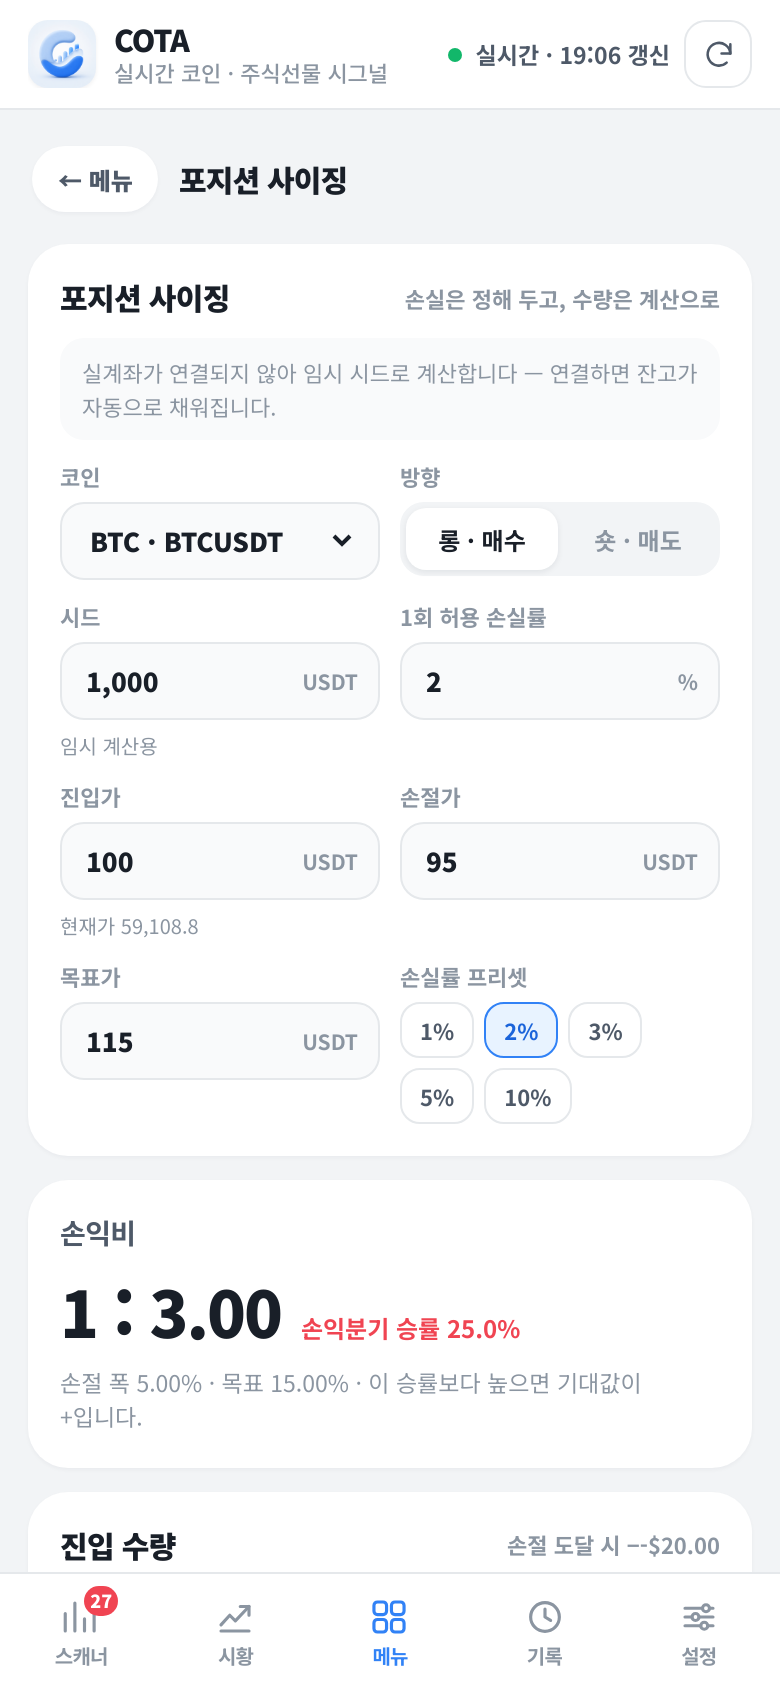 COTA
실시간 코인 · 주식선물 시그널
실시간 · 19:06 갱신
← 메뉴
포지션 사이징
포지션 사이징
손실은 정해 두고, 수량은 계산으로
실계좌가 연결되지 않아 임시 시드로 계산합니다 — 연결하면 잔고가
자동으로 채워집니다.
코인
방향
BTC · BTCUSDT
롱 · 매수
숏 · 매도
시드
1회 허용 손실률
1,000 USDT
2 %
임시 계산용
진입가
손절가
100 USDT
95 USDT
현재가 59,108.8
목표가
손실률 프리셋
115 USDT
1%
2%
3%
5%
10%
손익비
1 : 3.00
손익분기 승률 25.0%
손절 폭 5.00% · 목표 15.00% · 이 승률보다 높으면 기대값이
+입니다.
진입 수량
손절 도달 시 −-$20.00
27
스캐너
시황
메뉴
기록
설정